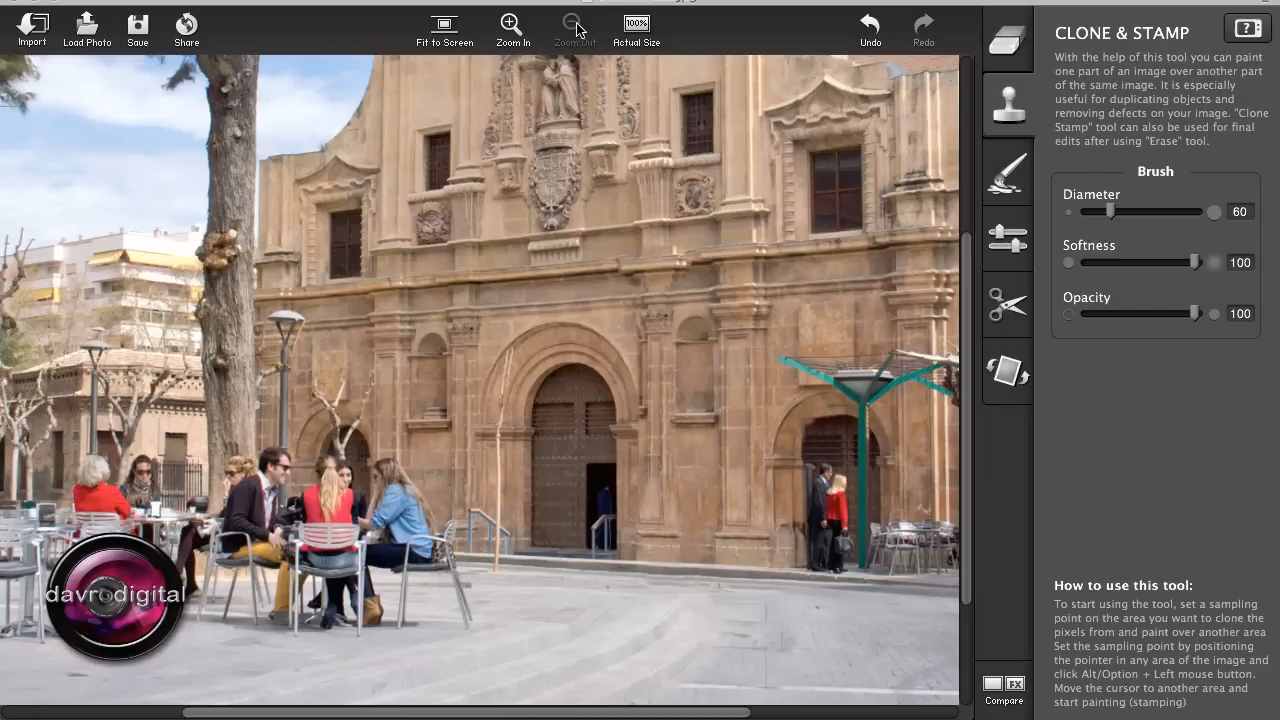 Import
Load Photo
Save
Share
Fit to Screen
Zoom In
Zoom Out
100%
Actual Size
Undo
Redo
CLONE & STAMP
With the help of this tool you can paint
one part of an image over another part
of the same image. It is especially
useful for duplicating objects and
removing defects on your image. "Clone
Stamp" tool can also be used for final
edits after using "Erase" tool.
Brush
Diameter
60
Softness
100
Opacity
100
davrodigital
How to use this tool:
To start using the tool, set a sampling
point on the area you want to clone the
pixels from and paint over another area
Set the sampling point by positioning
the pointer in any area of the image and
click Alt/Option + Left mouse button.
Move the cursor to another area and
start painting (stamping)
FX
Compare